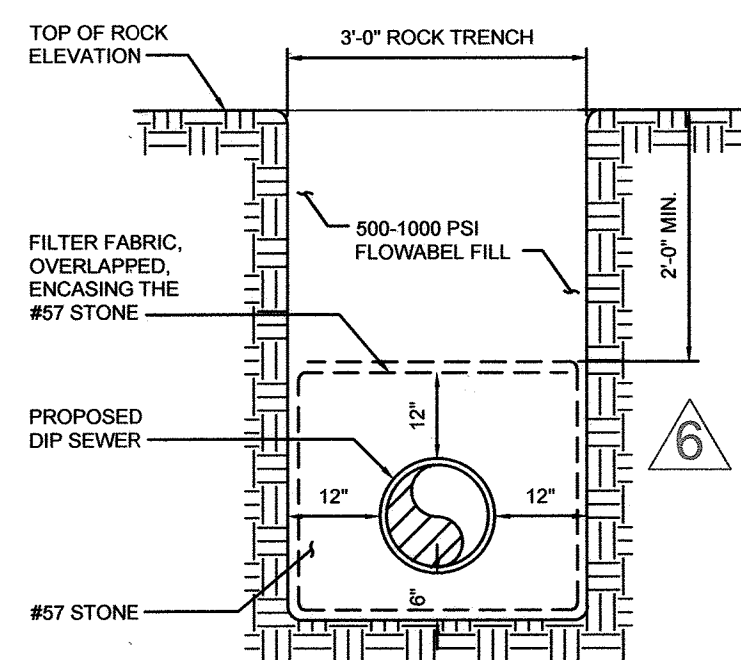 TOP OF ROCK
ELEVATION
3'-0" ROCK TRENCH
500-1000 PSI
FLOWABEL FILL
2'-0" MIN.
FILTER FABRIC,
OVERLAPPED,
ENCASING THE
#57 STONE
12"
PROPOSED
DIP SEWER
6
12"
12"
6"
#57 STONE